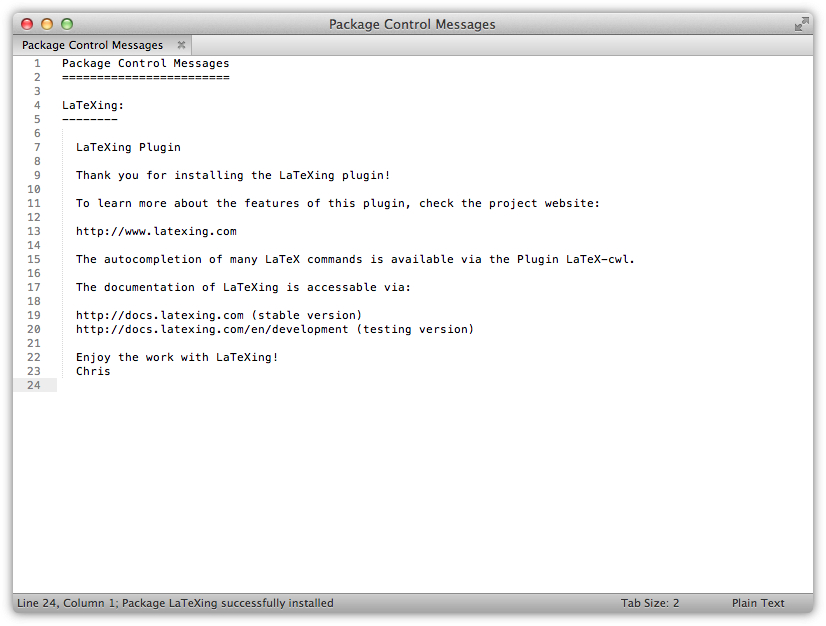 Package Control Messages
Package Control Messages
1 Package Control Messages
2 ========================
3
4 LaTeXing:
5 --------
6
7 LaTeXing Plugin
8
9 Thank you for installing the LaTeXing plugin!
10
11 To learn more about the features of this plugin, check the project website:
12
13 http://www.latexing.com
14
15 The autocompletion of many LaTeX commands is available via the Plugin LaTeX-cwl.
16
17 The documentation of LaTeXing is accessable via:
18
19 http://docs.latexing.com (stable version)
20 http://docs.latexing.com/en/development (testing version)
21
22 Enjoy the work with LaTeXing!
23 Chris
24
Line 24, Column 1; Package LaTeXing successfully installed Tab Size: 2 Plain Text